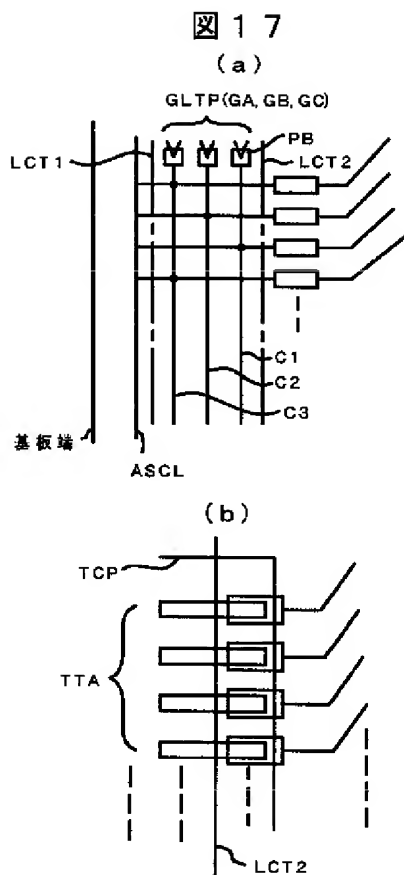 図17
(a)
GLTP(GA,GB,GC)
PB
LCT1
LCT2
C1
C2
C3
基板端
ASCL
(b)
TCP
TTA
LCT2